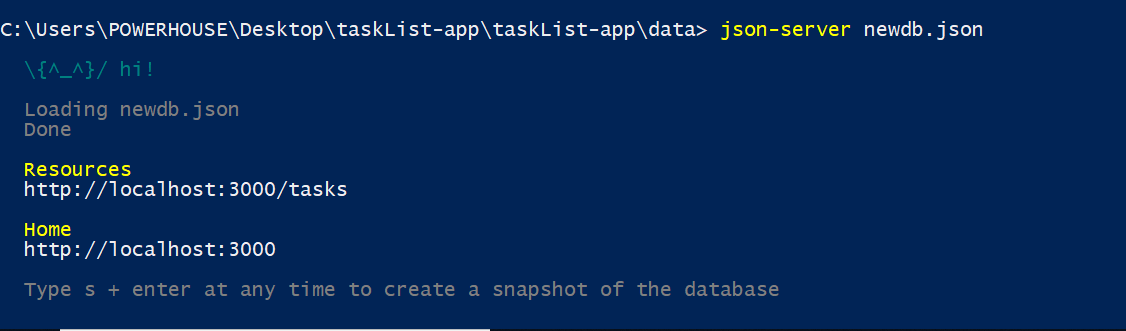 C:\Users\POWERHOUSE\Desktop\taskList-app\taskList-app\data> json-server newdb.json
\{^_^}/ hi!
Loading newdb.json
Done
Resources
http://localhost:3000/tasks
Home
http://localhost:3000
Type s + enter at any time to create a snapshot of the database